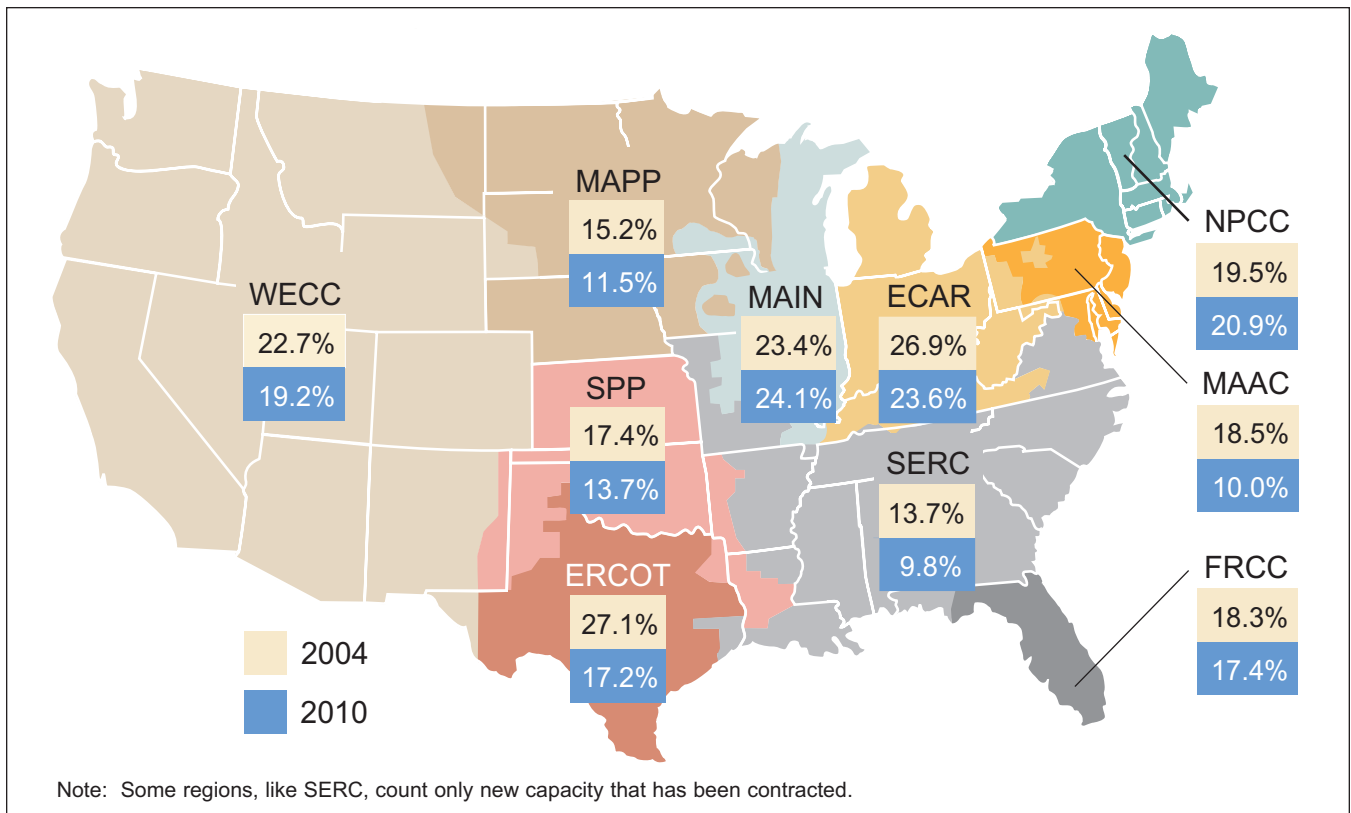 MAPP
15.2%
11.5%
WECC
22.7%
19.2%
SPP
17.4%
13.7%
ERCOT
27.1%
17.2%
MAIN
23.4%
24.1%
ECAR
26.9%
23.6%
SERC
13.7%
9.8%
NPCC
19.5%
20.9%
MAAC
18.5%
10.0%
FRCC
18.3%
17.4%
2004
2010
Note: Some regions, like SERC, count only new capacity that has been contracted.